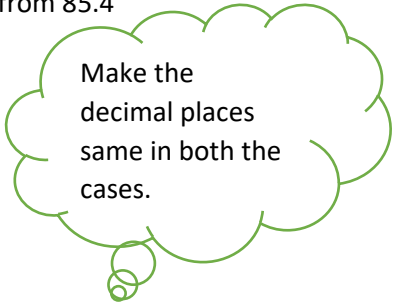 from 85.4
Make the
decimal places
same in both the
cases.